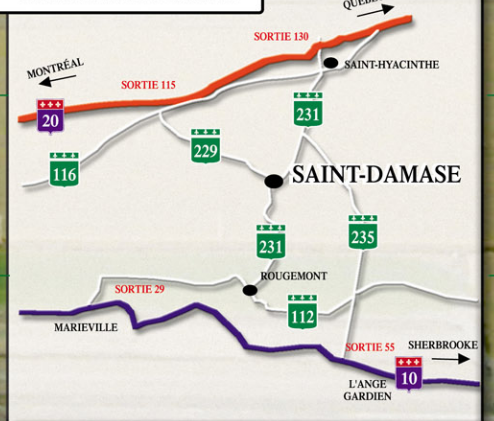 QUÉBEC
SORTIE 130
MONTRÉAL
SAINT-HYACINTHE
SORTIE 115
20
231
229
116
SAINT-DAMASE
231
235
ROUGEMONT
SORTIE 29
112
MARIEVILLE
SORTIE 55
SHERBROOKE
10
L'ANGE
GARDIEN